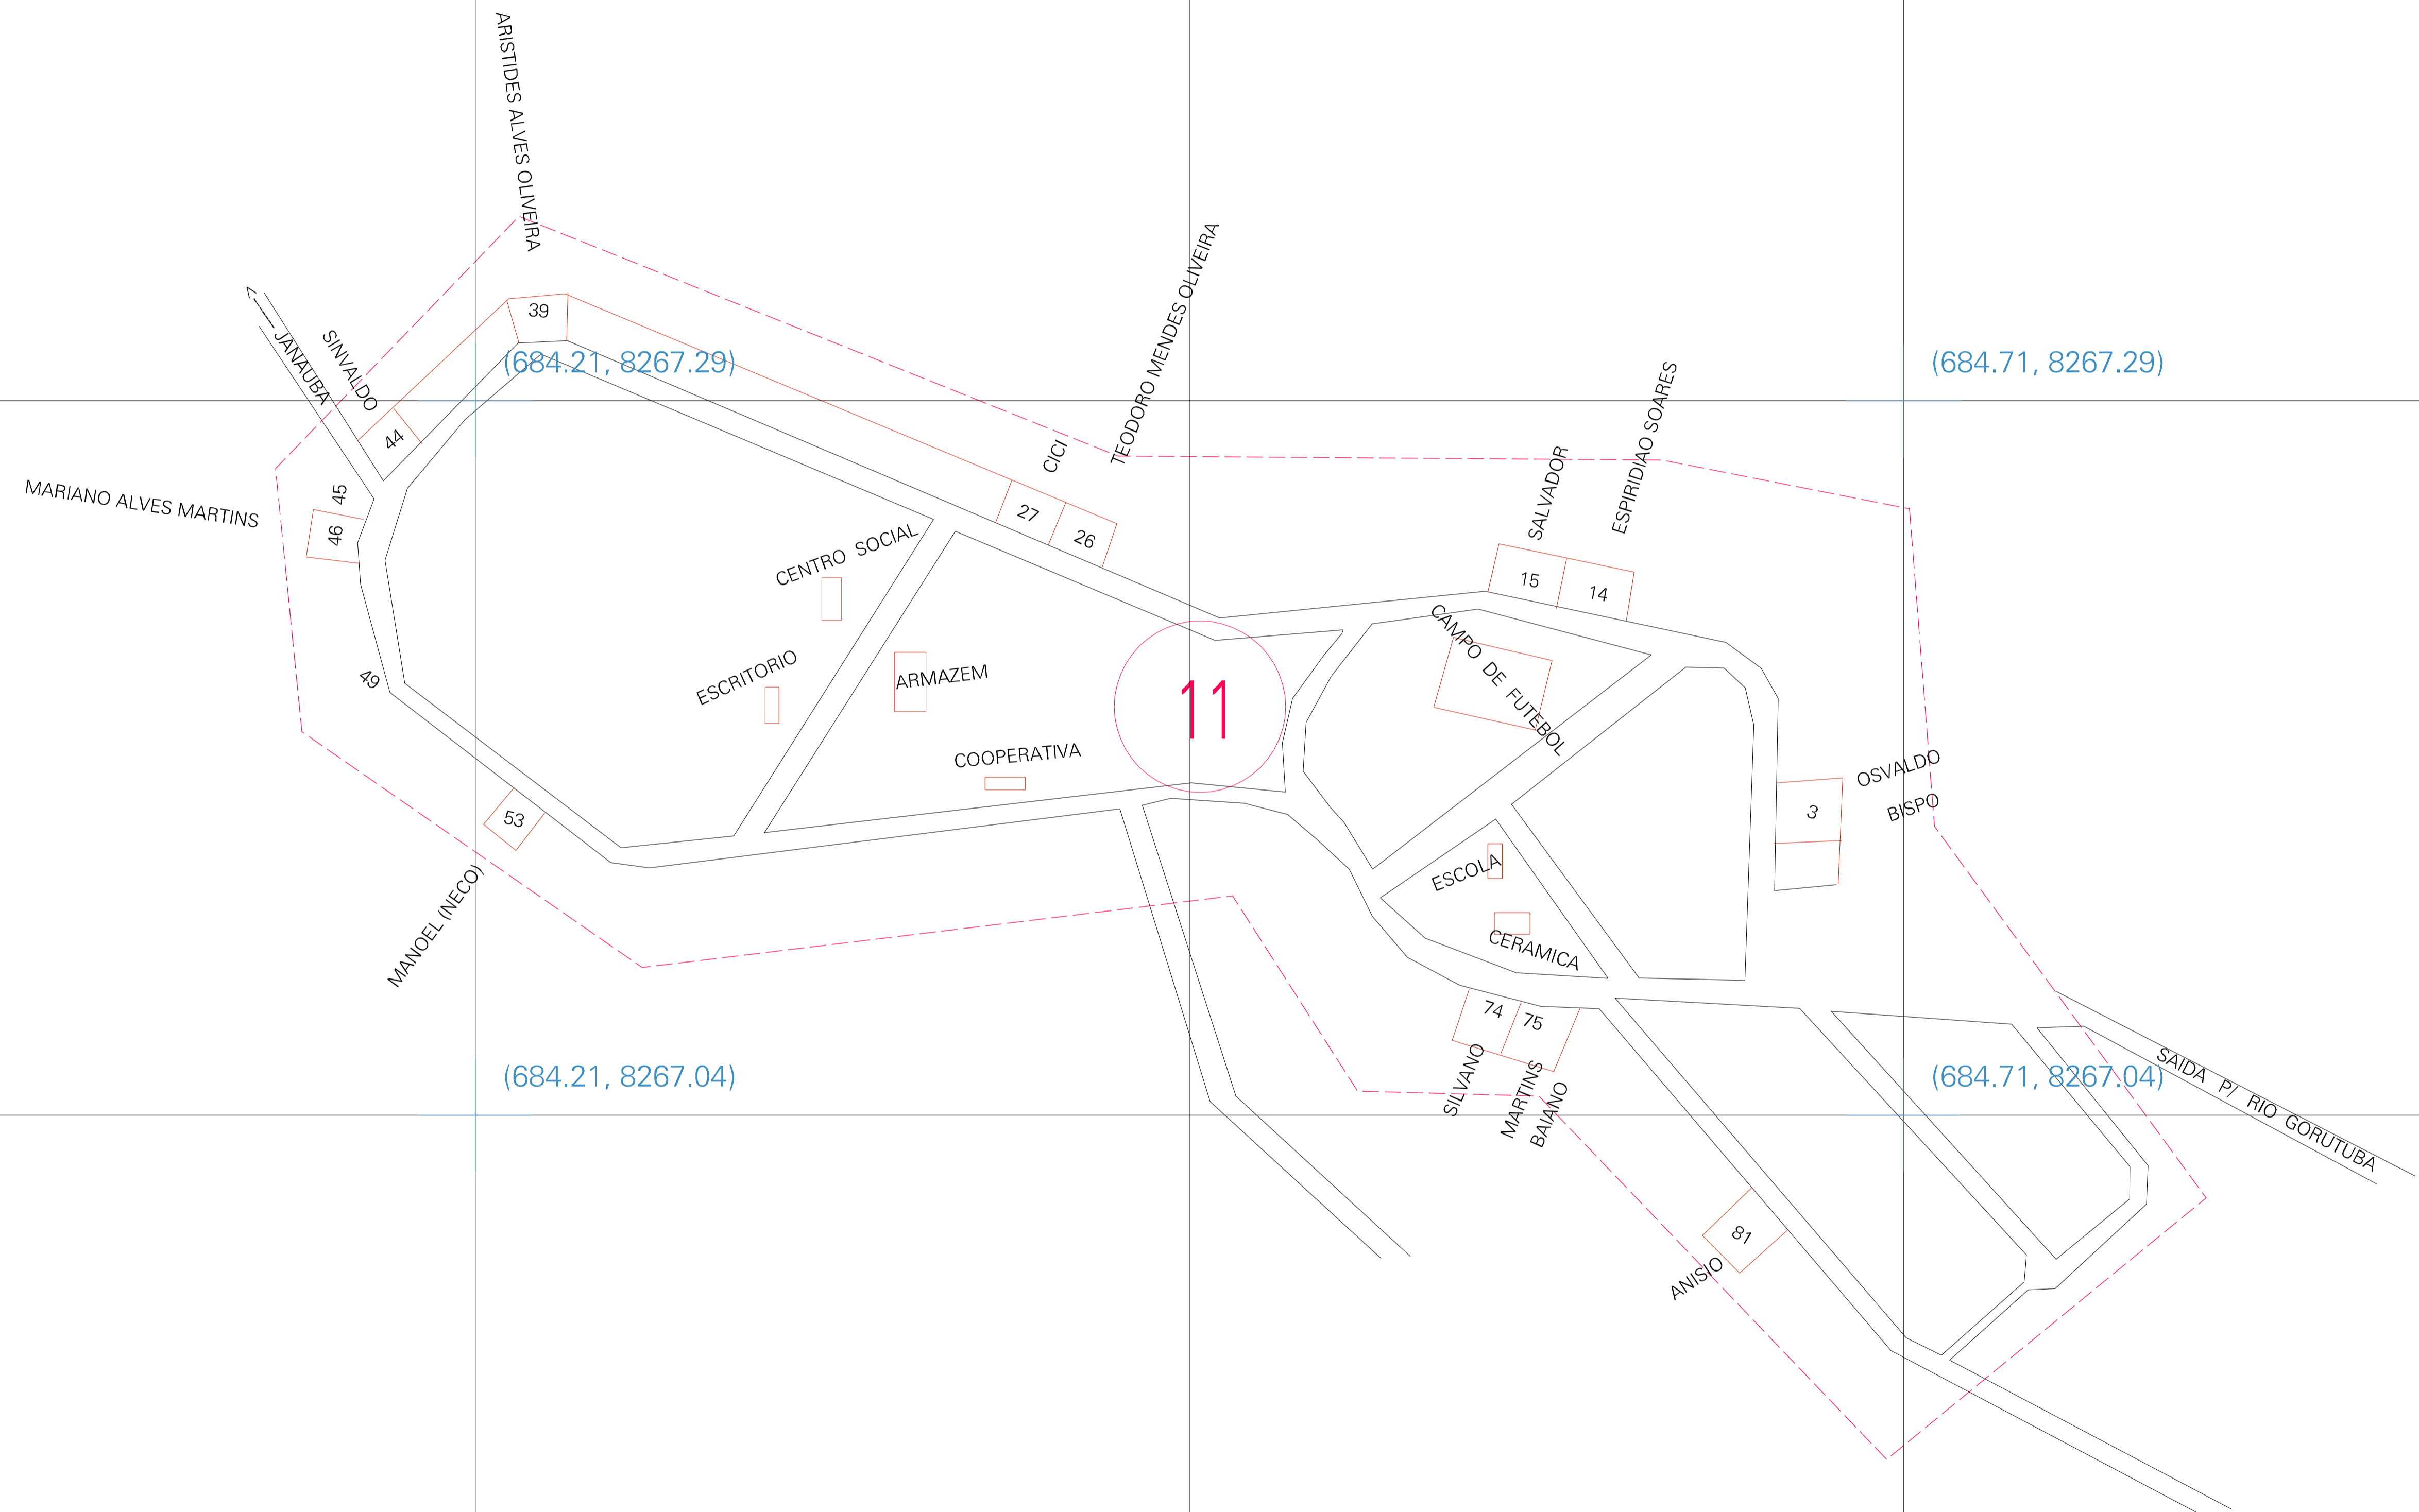 ARISTIDES ALVES OLIVEIRA
TEODORO MENDES OLIVEIRA
<---- JANAUBA
SINVALDO
39
(684.21, 8267.29)
(684.71, 8267.29)
44
CICI
SALVADOR
ESPIRIDIAO SOARES
MARIANO ALVES MARTINS
45
46
27
26
CENTRO SOCIAL
15
14
CAMPO DE FUTEBOL
49
ESCRITORIO
ARMAZEM
11
COOPERATIVA
OSVALDO
BISPO
3
53
MANOEL (NECO)
ESCOLA
CERAMICA
74
75
SILVANO
MARTINS
BAIANO
(684.21, 8267.04)
(684.71, 8267.04)
SAIDA P/ RIO GORUTUBA
81
ANISIO